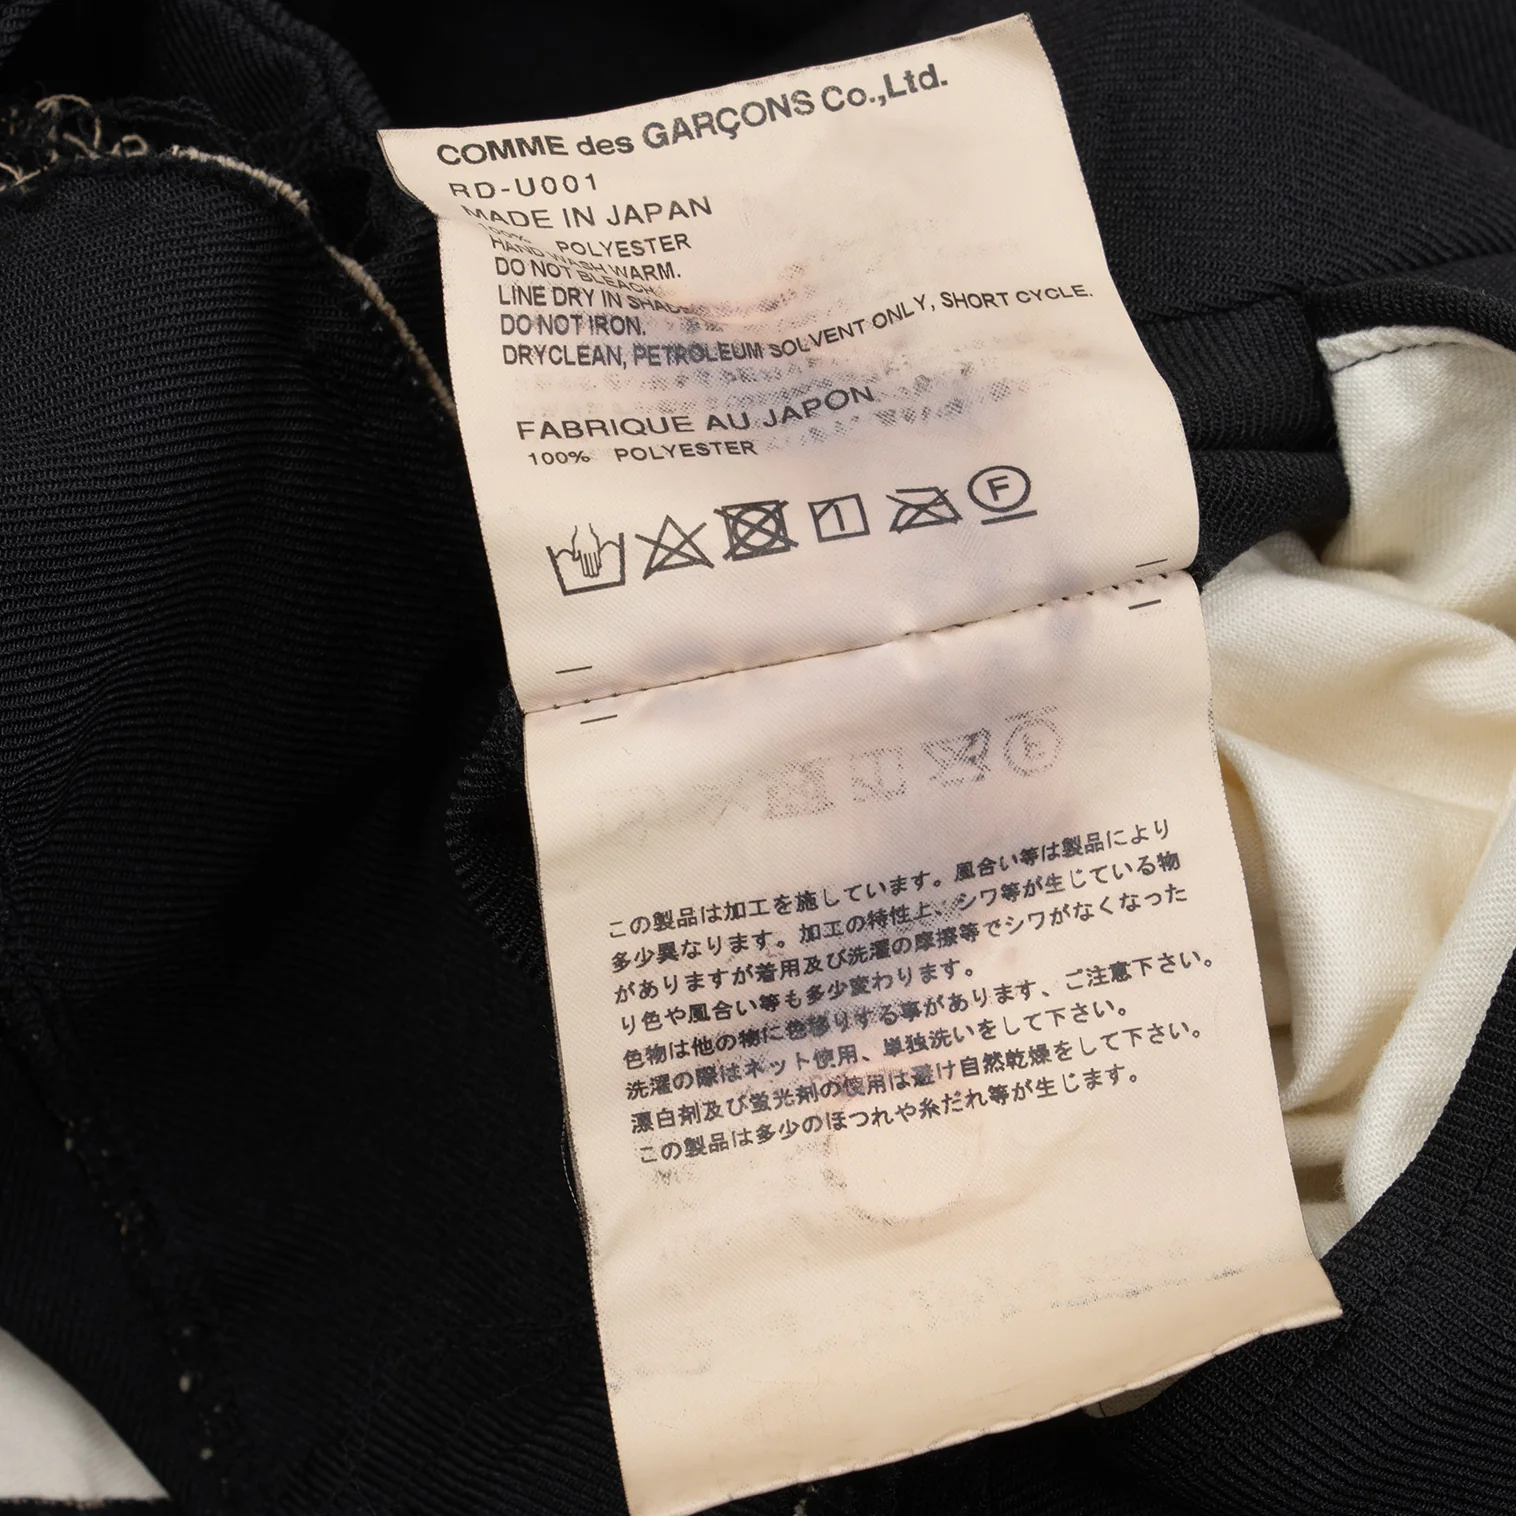 COMME des GARÇONS Co.,Ltd.
RD-U001
MADE IN JAPAN
100% POLYESTER
HAND WASH WARM.
DO NOT BLEACH.
LINE DRY IN SHADE
DO NOT IRON.
DRYCLEAN, PETROLEUM SOLVENT ONLY, SHORT CYCLE.
FABRIQUE AU JAPON
100% POLYESTER
F
この製品は加工を施しています。風合い等は製品により
多少異なります。加工の特性上、シワ等が生じている物
がありますが着用及び洗濯の摩擦等でシワがなくなった
り色や風合い等も多少変わります。
色物は他の物に色移りする事があります、ご注意下さい。
洗濯の際はネット使用、単独洗いをして下さい。
漂白剤及び蛍光剤の使用は避け自然乾燥をして下さい。
この製品は多少のほつれや糸だれ等が生じます。